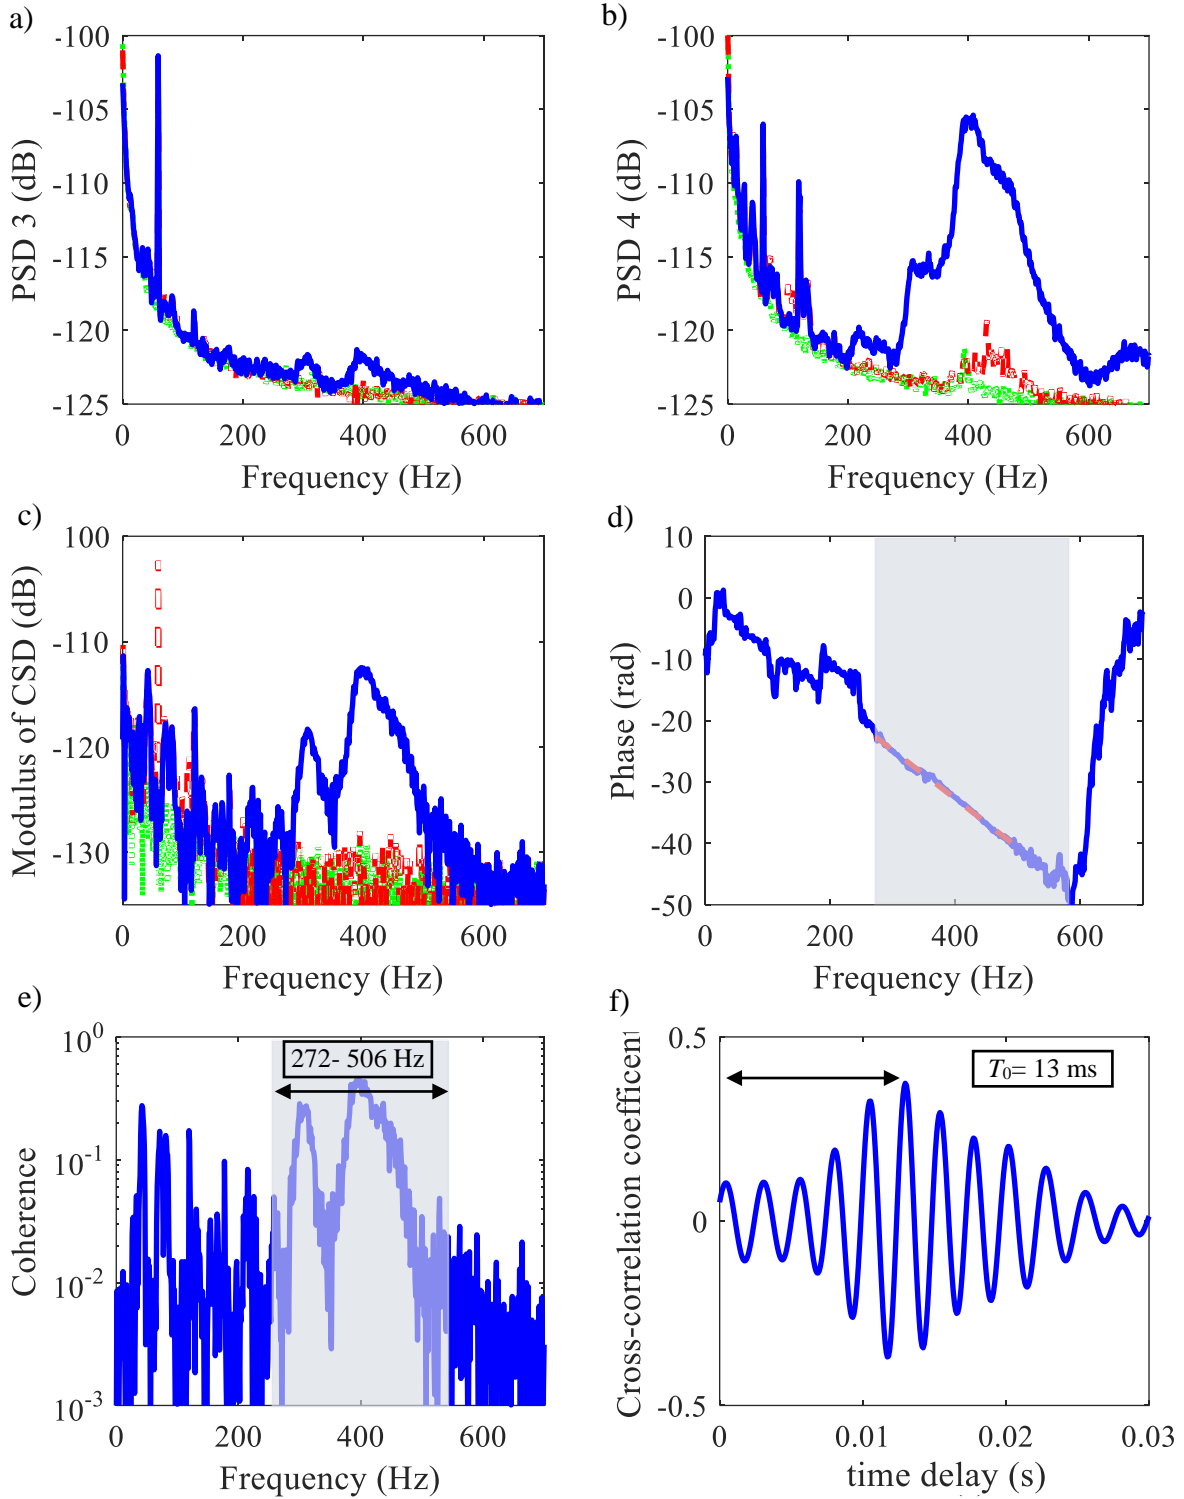 a)
PSD 3 (dB)
-100
-105
-110
-115
-120
-125
0 200 400 600
Frequency (Hz)
b)
PSD 4 (dB)
-100
-105
-110
-115
-120
-125
0 200 400 600
Frequency (Hz)
c)
Modulus of CSD (dB)
-100
-110
-120
-130
0 200 400 600
Frequency (Hz)
d)
Phase (rad)
10
0
-10
-20
-30
-40
-50
0 200 400 600
Frequency (Hz)
e)
Coherence
10^0
10^-1
10^-2
10^-3
272- 506 Hz
0 200 400 600
Frequency (Hz)
f)
Cross-correlation coefficent
0.5
0
-0.5
T0= 13 ms
0 0.01 0.02 0.03
time delay (s)